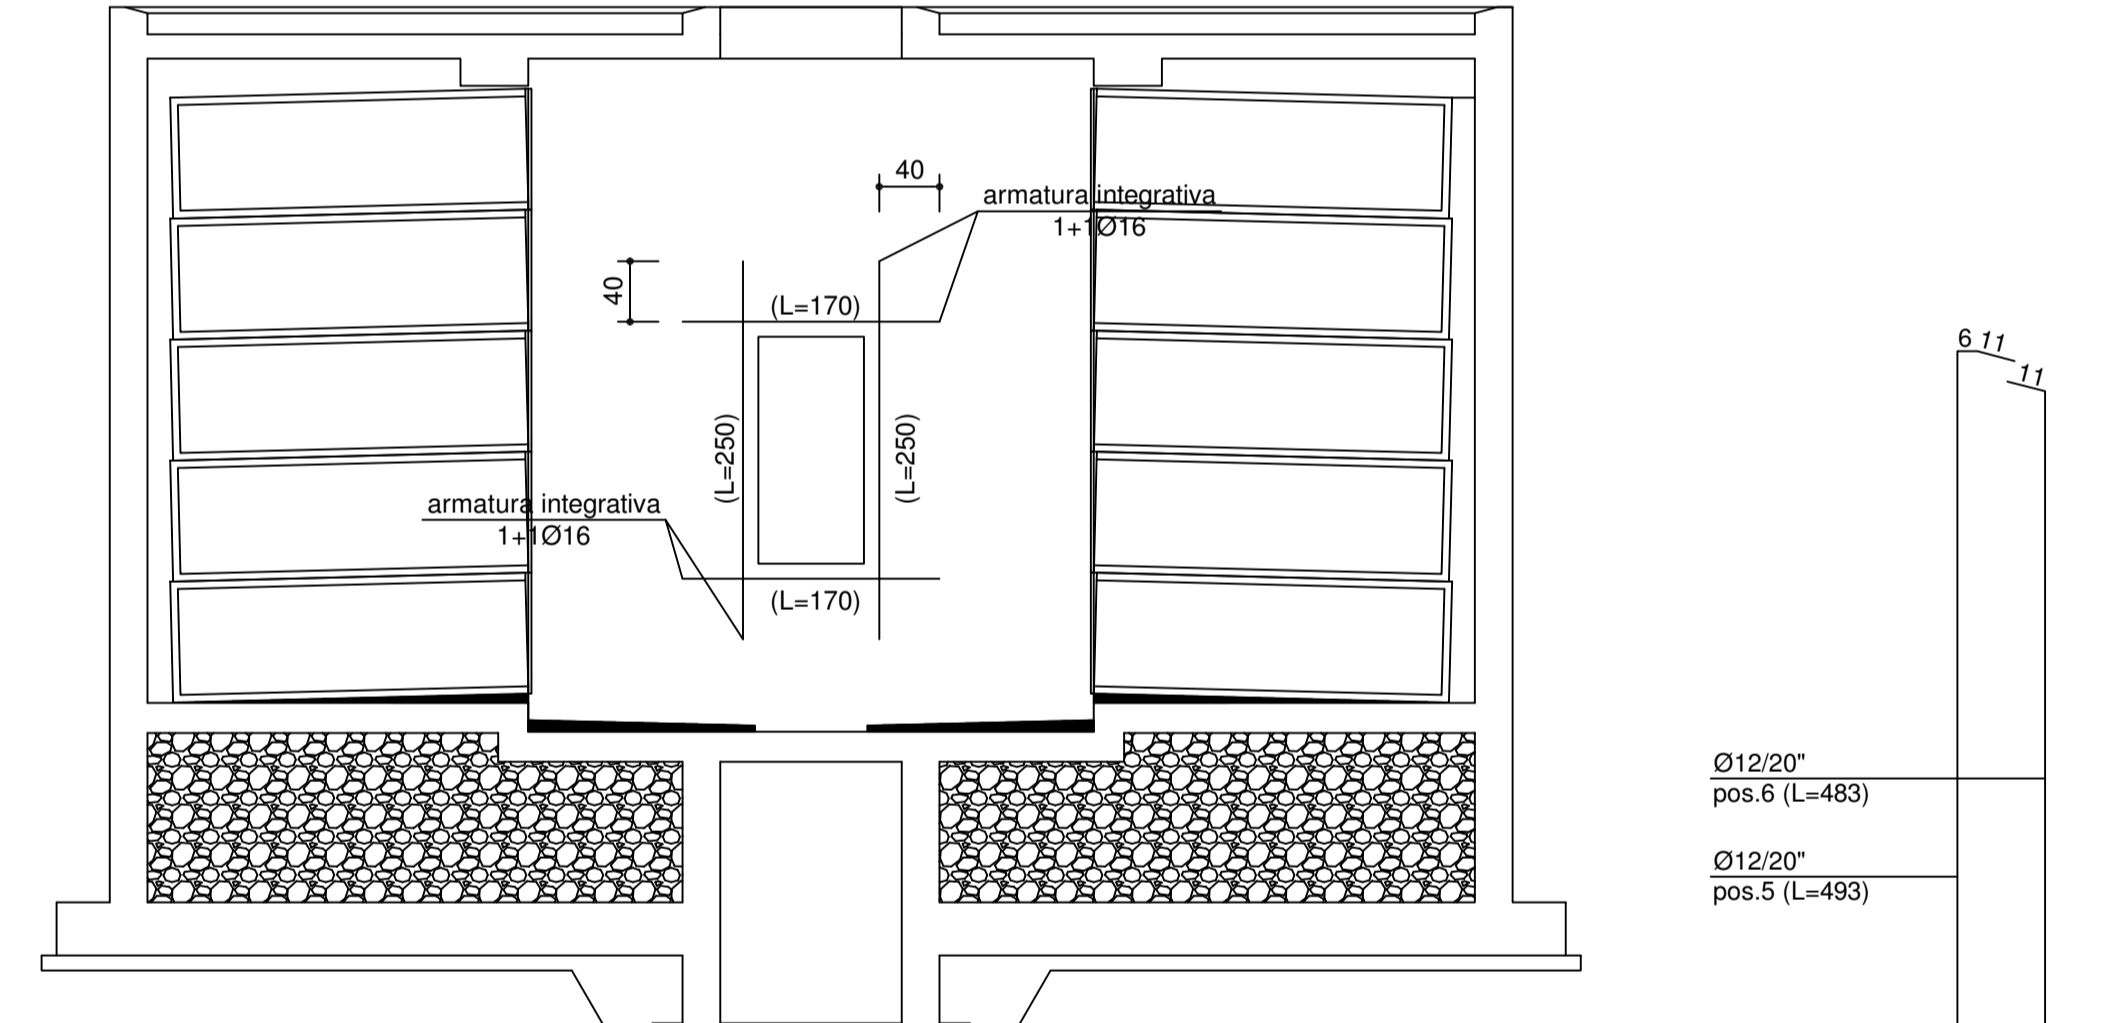 40
armatura integrativa
1+1Ø16
40
(L=170)
(L=250)
(L=250)
armatura integrativa
1+1Ø16
(L=170)
6 11
11
Ø12/20"
pos.6 (L=483)
Ø12/20"
pos.5 (L=493)